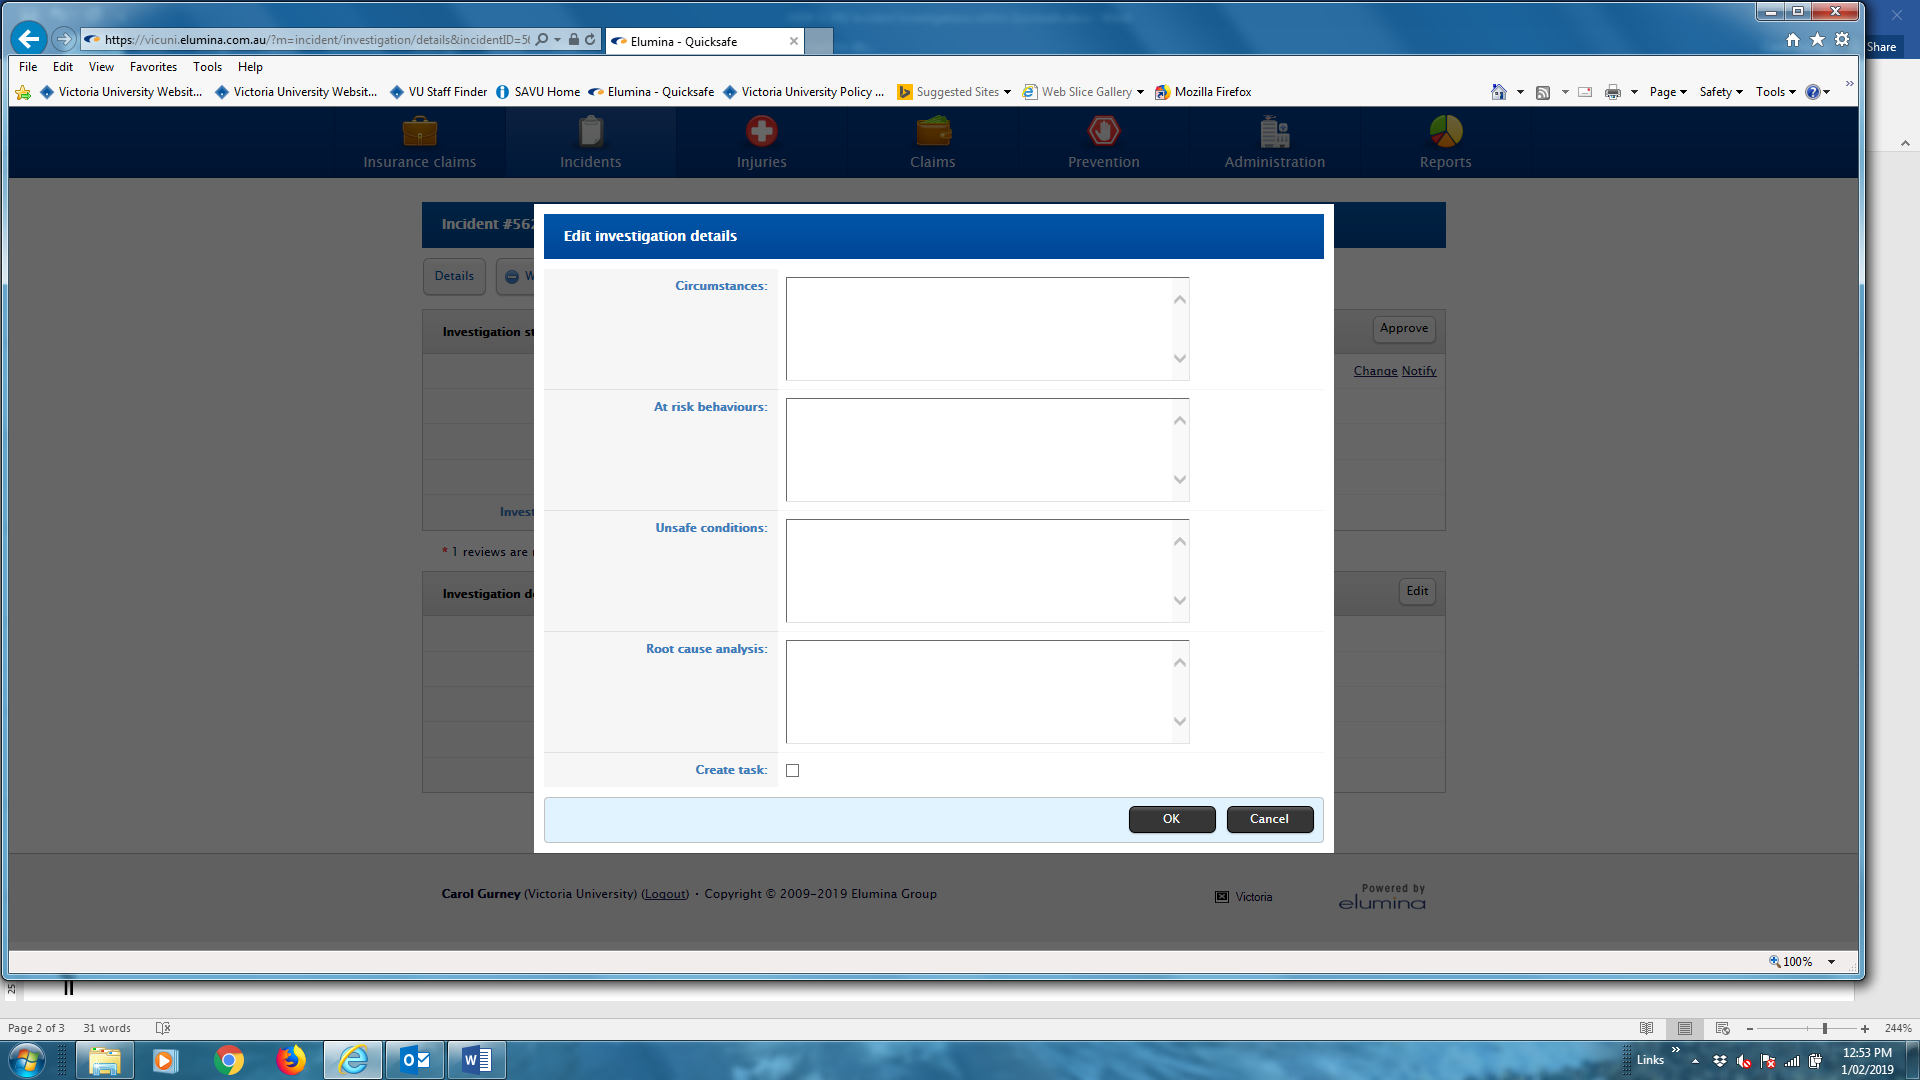 Share
https://vicuni.elumina.com.au/?m=incident/investigation/details&incidentID=5
Elumina - Quicksafe
File Edit View Favorites Tools Help
Victoria University Websit... Victoria University Websit... VU Staff Finder SAVU Home Elumina - Quicksafe Victoria University Policy ... Suggested Sites Web Slice Gallery Mozilla Firefox Page Safety Tools
Insurance claims Incidents Injuries Claims Prevention Administration Reports
Incident #562
Edit investigation details
Details W
Circumstances:
Investigation st
Approve
Change Notify
At risk behaviours:
Invest
Unsafe conditions:
* 1 reviews are
Investigation de
Edit
Root cause analysis:
Create task:
OK Cancel
Carol Gurney (Victoria University) (Logout) · Copyright © 2009-2019 Elumina Group
Victoria
Powered by
elumina
100%
25
Page 2 of 3 31 words
244%
Links
12:53 PM
1/02/2019